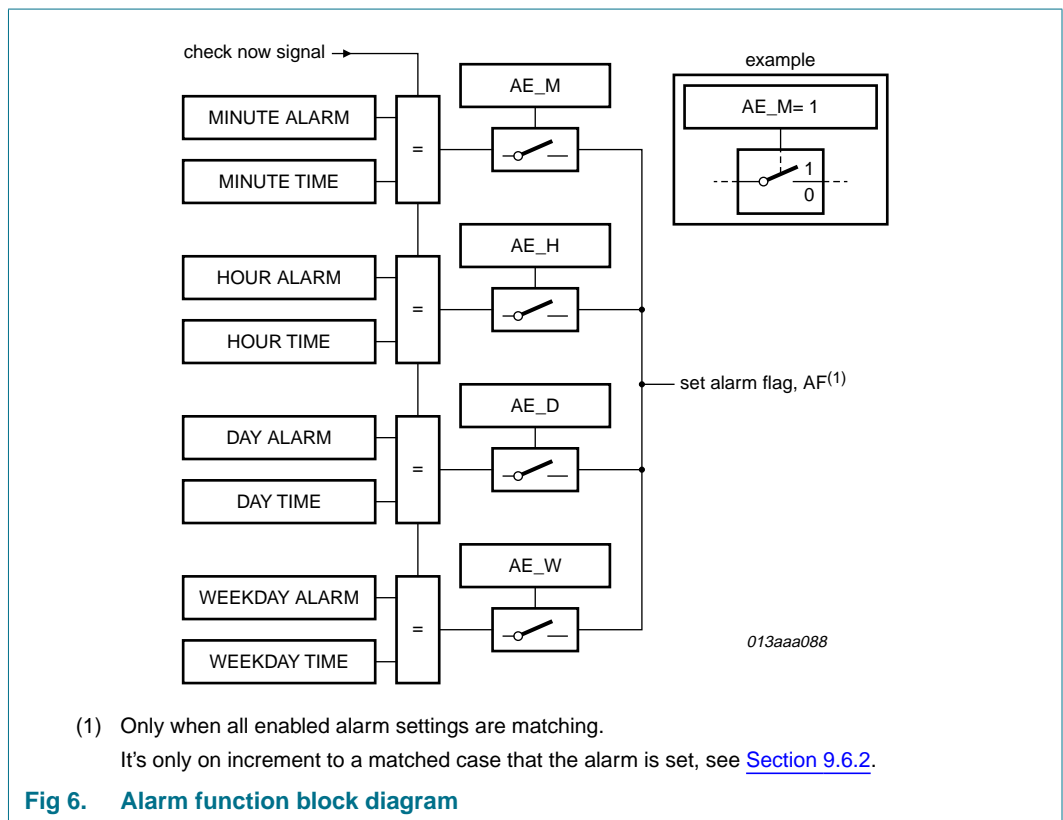 check now signal
example
AE_M
AE_M= 1
MINUTE ALARM
=
1
MINUTE TIME
0
AE_H
HOUR ALARM
=
HOUR TIME
set alarm flag, AF(1)
AE_D
DAY ALARM
=
DAY TIME
AE_W
WEEKDAY ALARM
=
013aaa088
WEEKDAY TIME
(1) Only when all enabled alarm settings are matching.
It's only on increment to a matched case that the alarm is set, see Section 9.6.2.
Fig 6. Alarm function block diagram